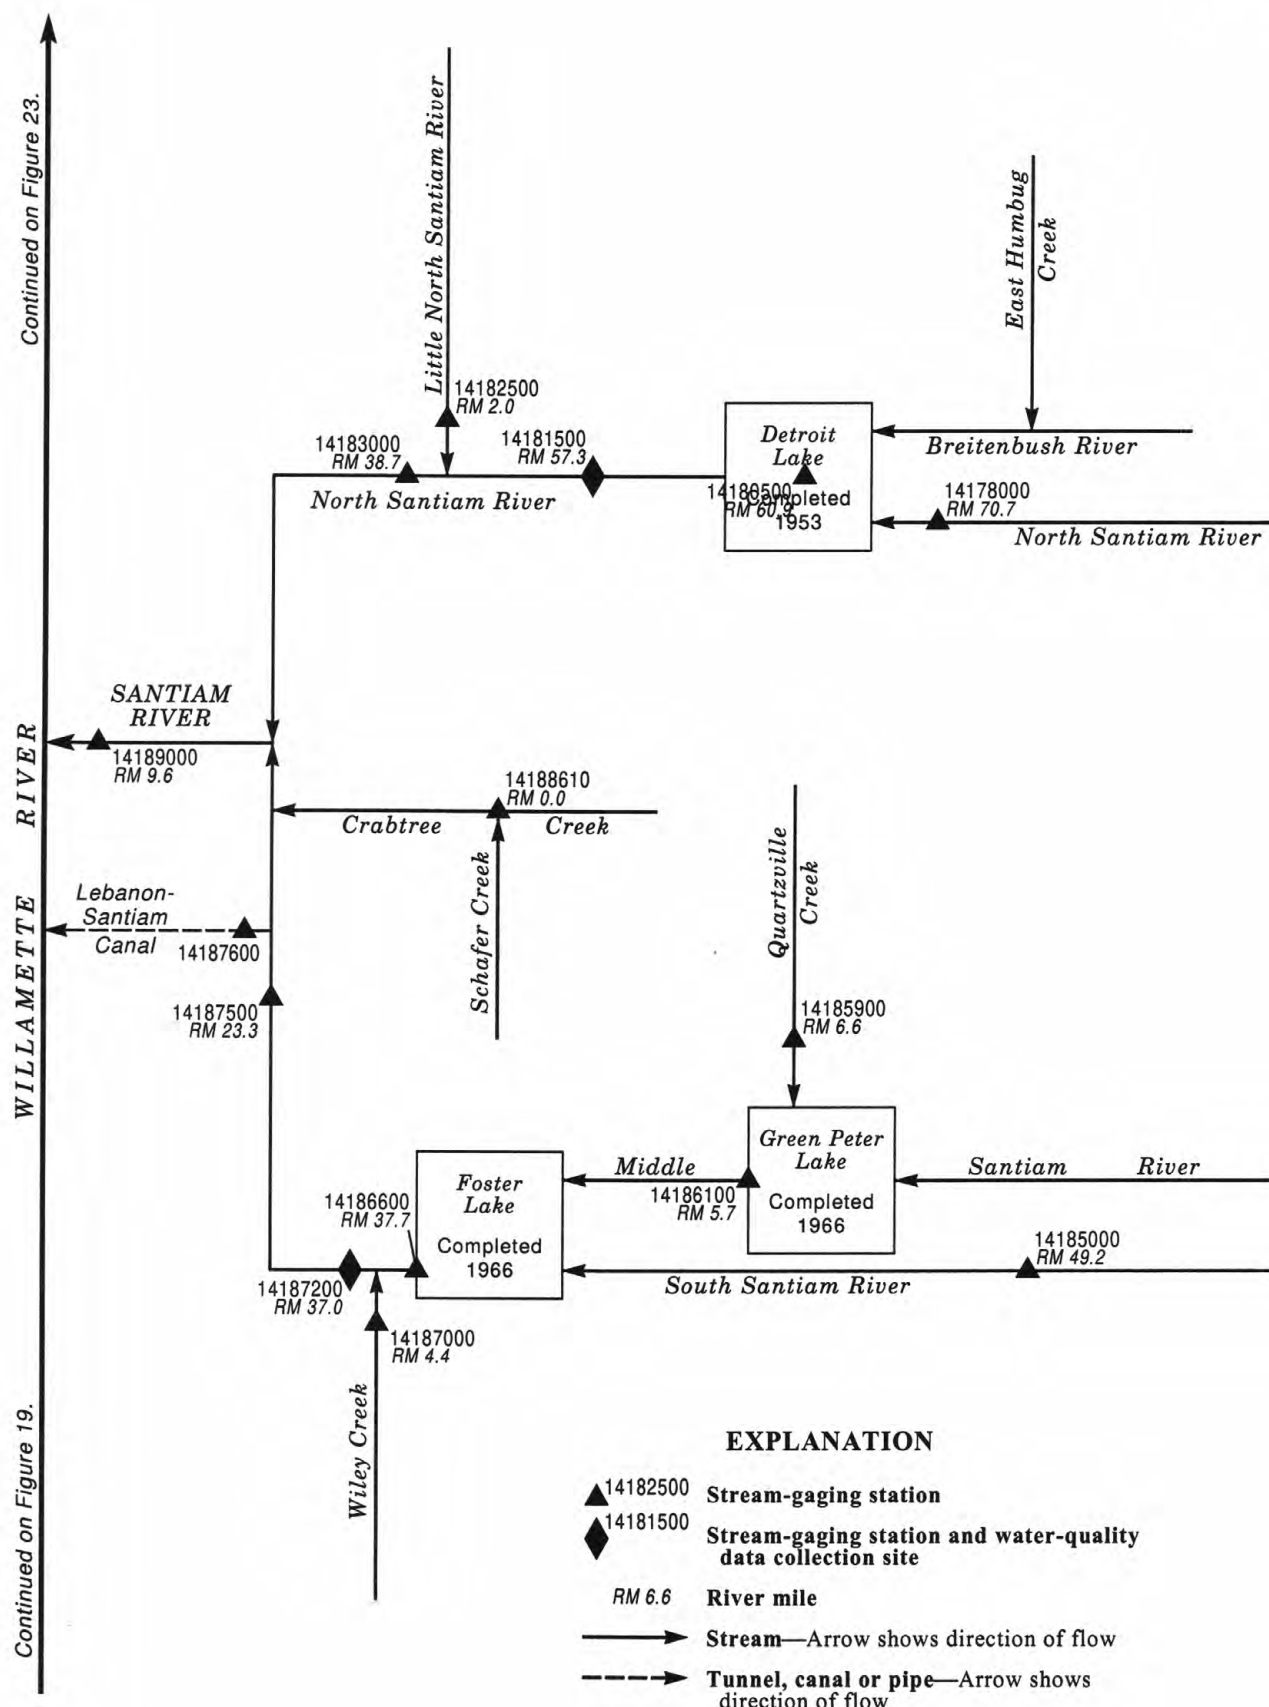 Continued on Figure 23.
Little North Santiam River
East Humbug
Creek
14182500
RM 2.0
14183000
RM 38.7
14181500
RM 57.3
North Santiam River
Detroit
Lake
14180500
RM 60.9
Completed
1953
Breitenbush River
14178000
RM 70.7
North Santiam River
SANTIAM
RIVER
14189000
RM 9.6
14188610
RM 0.0
Crabtree Creek
Schafer Creek
Quartzville
Creek
Lebanon-
Santiam
Canal
14187600
14187500
RM 23.3
WILLAMETTE RIVER
14185900
RM 6.6
Green Peter
Lake
Completed
1966
Middle Santiam River
14186100
RM 5.7
Foster
Lake
Completed
1966
14186600
RM 37.7
14185000
RM 49.2
South Santiam River
14187200
RM 37.0
14187000
RM 4.4
Wiley Creek
Continued on Figure 19.
EXPLANATION
14182500 Stream-gaging station
14181500 Stream-gaging station and water-quality
data collection site
RM 6.6 River mile
Stream—Arrow shows direction of flow
Tunnel, canal or pipe—Arrow shows
direction of flow